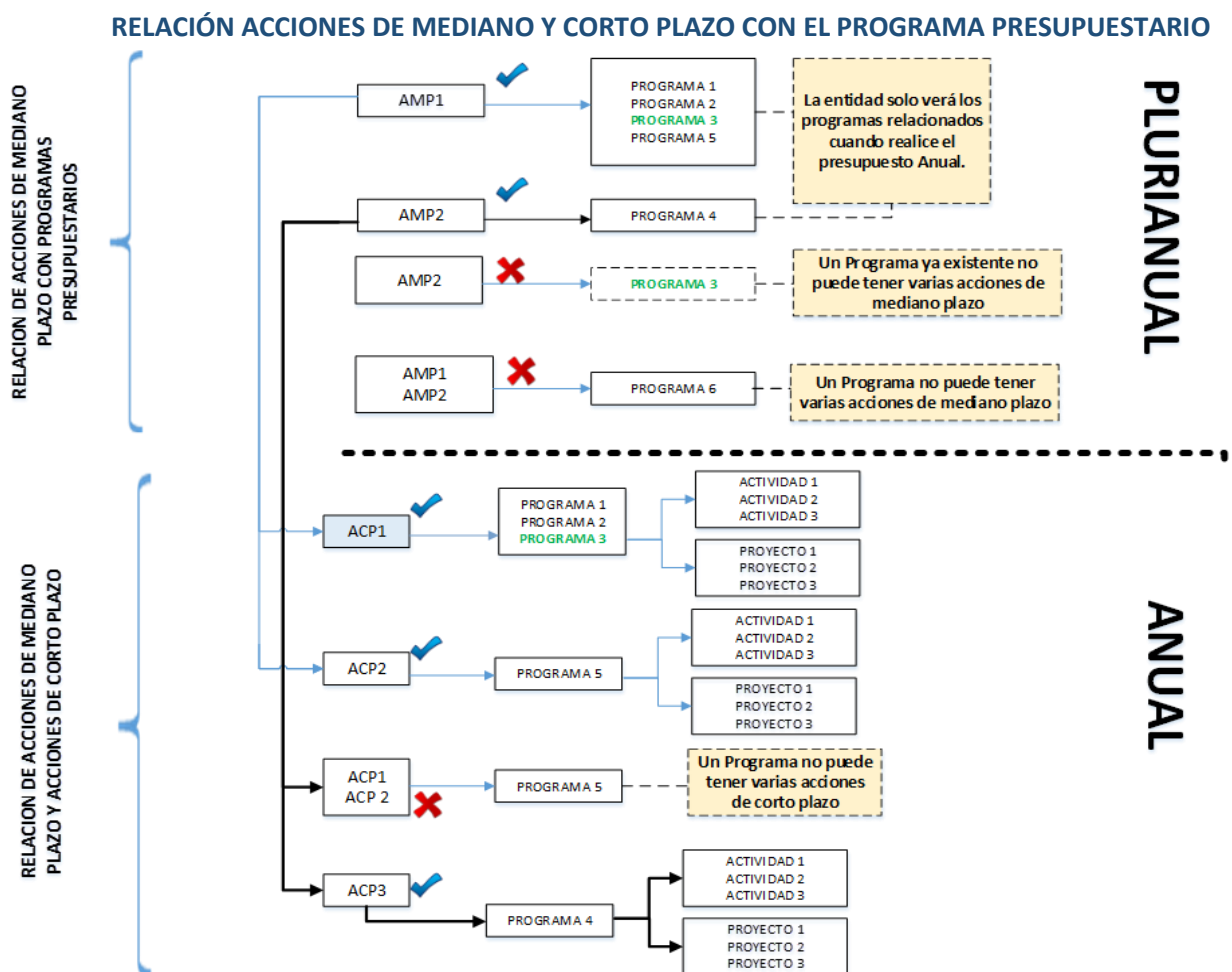 RELACIÓN ACCIONES DE MEDIANO Y CORTO PLAZO CON EL PROGRAMA PRESUPUESTARIO
RELACION DE ACCIONES DE MEDIANO
PLAZO CON PROGRAMAS
PRESUPUESTARIOS
AMP1
PROGRAMA 1
PROGRAMA 2
PROGRAMA 3
PROGRAMA 5
La entidad solo verá los
programas relacionados
cuando realice el
presupuesto Anual.
PLURIANUAL
AMP2
PROGRAMA 4
AMP2
PROGRAMA 3
Un Programa ya existente no
puede tener varias acciones de
mediano plazo
AMP1
AMP2
PROGRAMA 6
Un Programa no puede tener
varias acciones de mediano plazo
RELACION DE ACCIONES DE MEDIANO
PLAZO Y ACCIONES DE CORTO PLAZO
ACP1
PROGRAMA 1
PROGRAMA 2
PROGRAMA 3
ACTIVIDAD 1
ACTIVIDAD 2
ACTIVIDAD 3
PROYECTO 1
PROYECTO 2
PROYECTO 3
ANUAL
ACP2
PROGRAMA 5
ACTIVIDAD 1
ACTIVIDAD 2
ACTIVIDAD 3
PROYECTO 1
PROYECTO 2
PROYECTO 3
ACP1
ACP 2
PROGRAMA 5
Un Programa no puede
tener varias acciones
de corto plazo
ACP3
PROGRAMA 4
ACTIVIDAD 1
ACTIVIDAD 2
ACTIVIDAD 3
PROYECTO 1
PROYECTO 2
PROYECTO 3